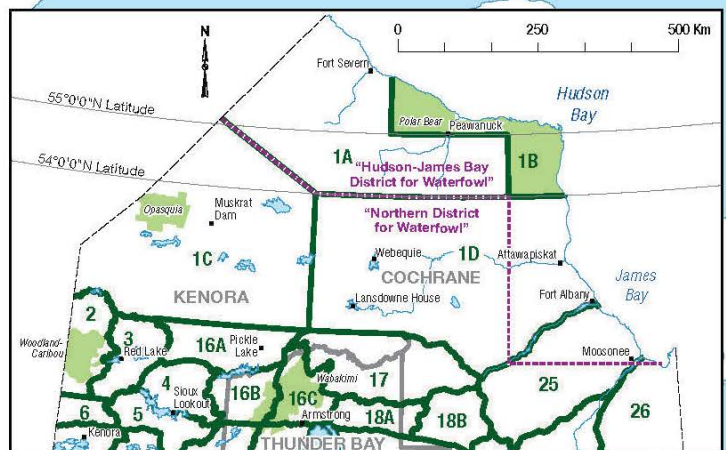 N
0 250 500 Km
Fort Severn
Hudson
Bay
55°0'0"N Latitude
Polar Bear
Peawanuck
1A
1B
"Hudson-James Bay
District for Waterfowl"
54°0'0"N Latitude
"Northern District
for Waterfowl"
Opasquia
Muskrat
Dam
1C
Webequie
1D
Attawapiskat
COCHRANE
James
Bay
KENORA
Lansdowne House
Fort Albany
2
Woodland-
Caribou
3
Red Lake
16A
Pickle
Lake
Moosonee
4
Sioux
Lookout
16B
Wabakimi
16C
17
25
26
6
5
Armstrong
18A
18B
Kenora
THUNDER BAY